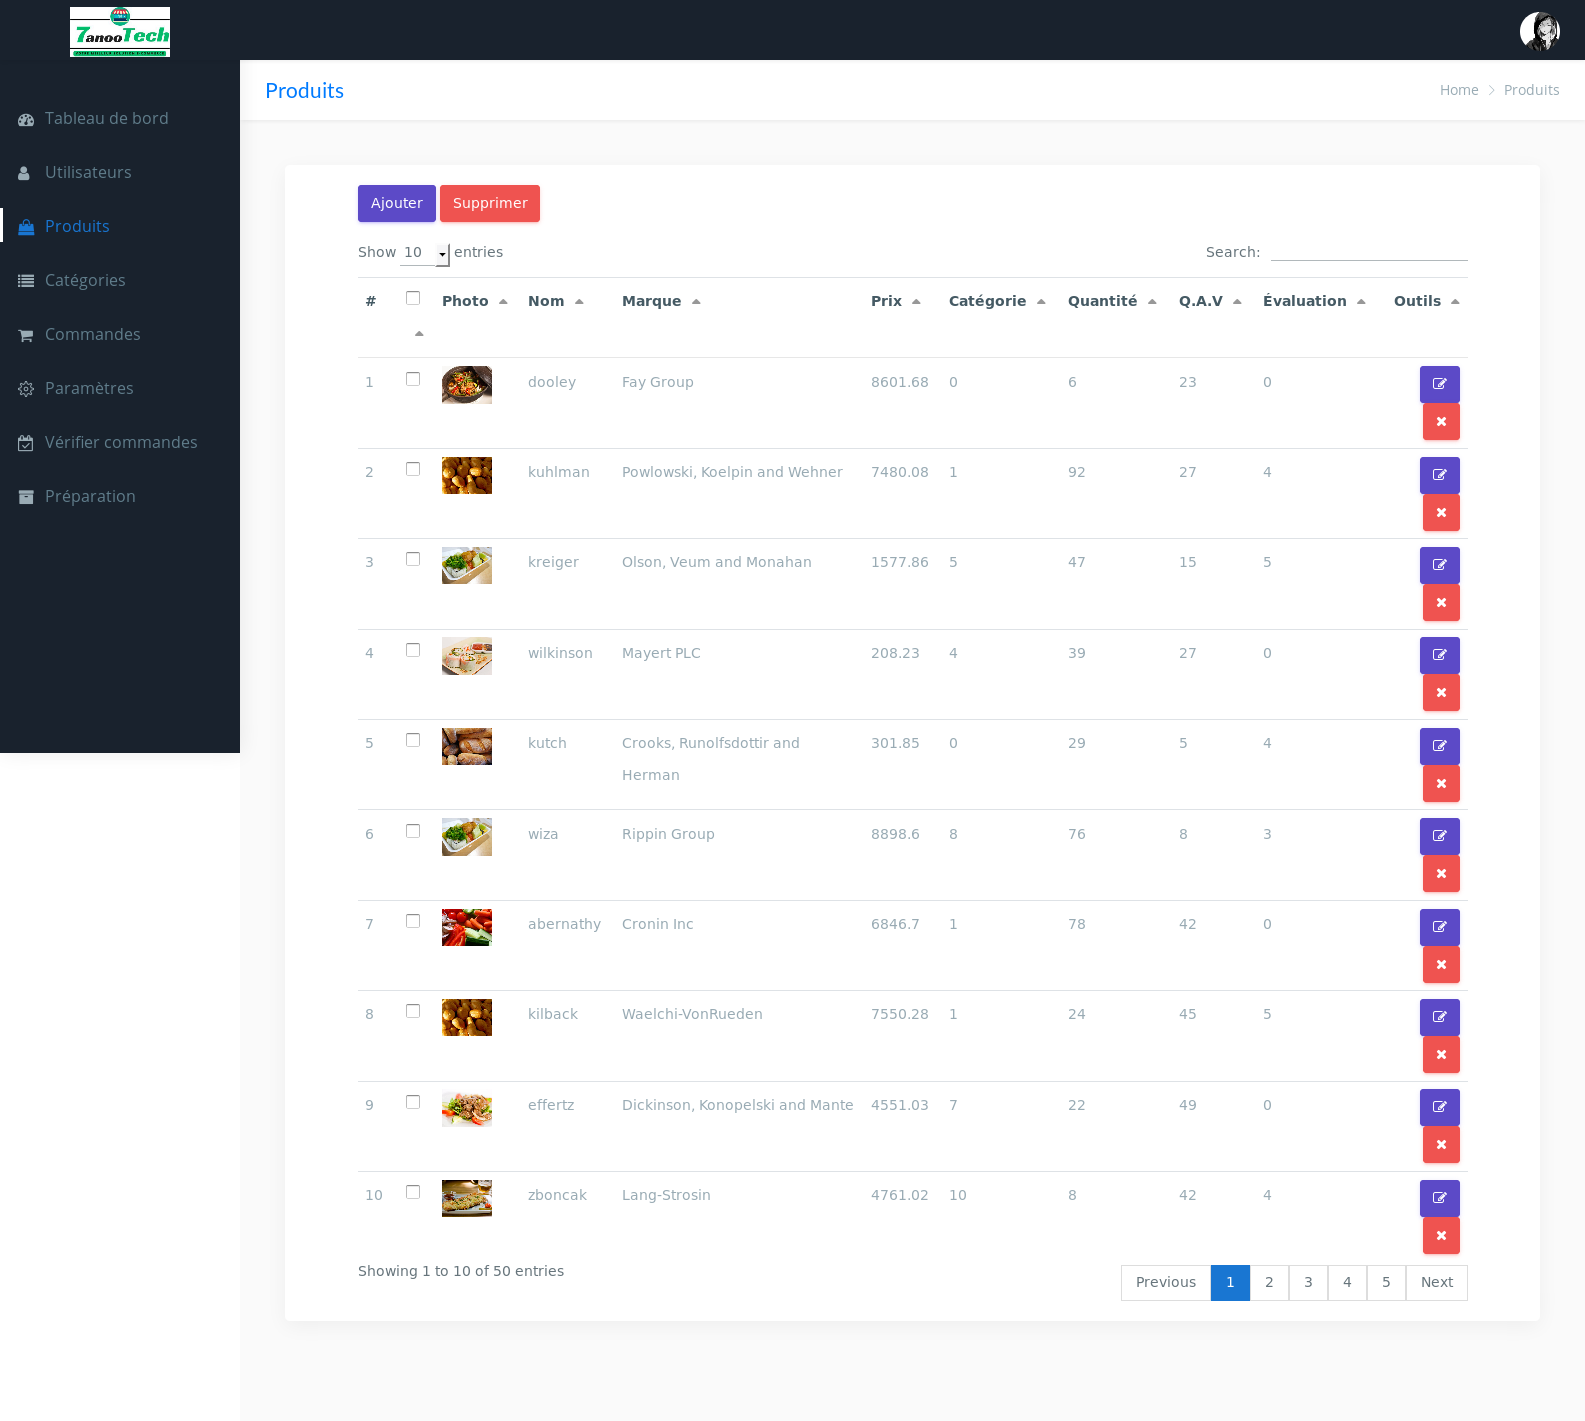 7anooTech
Produits
Home
Produits
Tableau de bord
Utilisateurs
Produits
Catégories
Commandes
Paramètres
Vérifier commandes
Préparation
Ajouter
Supprimer
Show 10 entries
Search:
# Photo Nom Marque Prix Catégorie Quantité Q.A.V Évaluation Outils
1 dooley Fay Group 8601.68 0 6 23 0
2 kuhlman Powlowski, Koelpin and Wehner 7480.08 1 92 27 4
3 kreiger Olson, Veum and Monahan 1577.86 5 47 15 5
4 wilkinson Mayert PLC 208.23 4 39 27 0
5 kutch Crooks, Runolfsdottir and 301.85 0 29 5 4
Herman
6 wiza Rippin Group 8898.6 8 76 8 3
7 abernathy Cronin Inc 6846.7 1 78 42 0
8 kilback Waelchi-VonRueden 7550.28 1 24 45 5
9 effertz Dickinson, Konopelski and Mante 4551.03 7 22 49 0
10 zboncak Lang-Strosin 4761.02 10 8 42 4
Showing 1 to 10 of 50 entries
Previous 1 2 3 4 5 Next